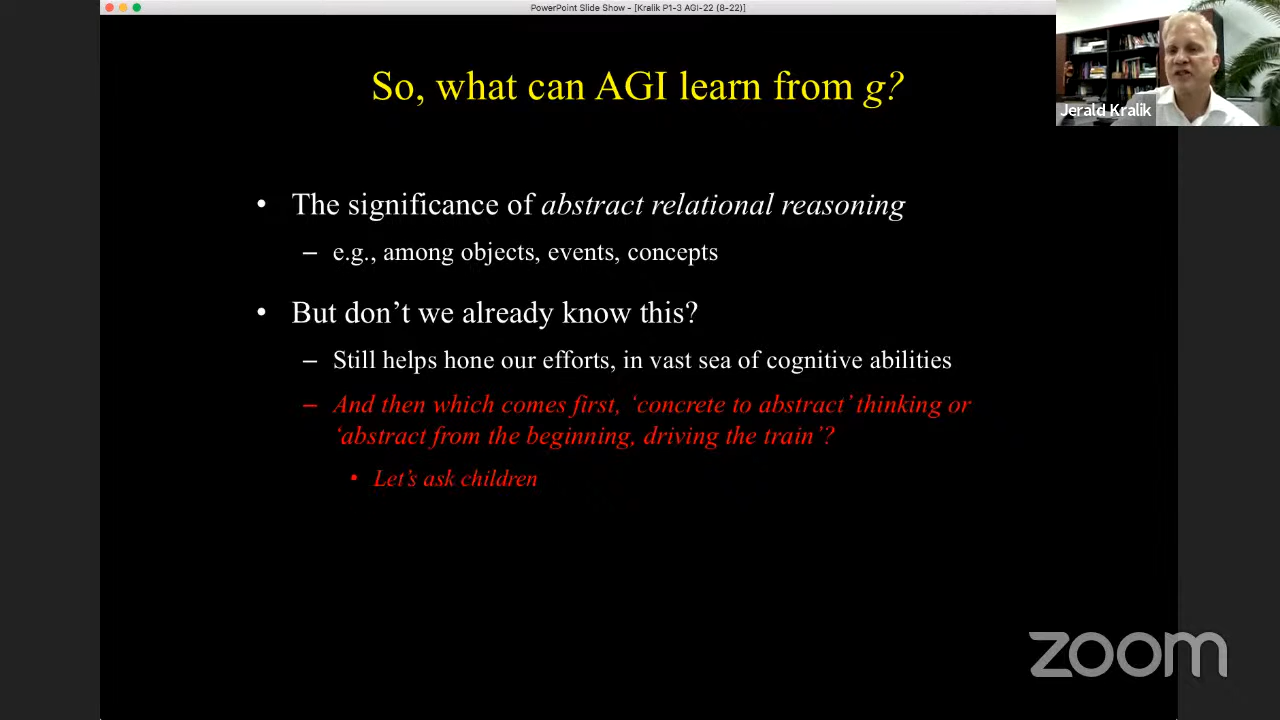 PowerPoint Slide Show - [Kralik P1-3 AGI-22 (8-22)]
So, what can AGI learn from g?
Jerald Kralik
• The significance of abstract relational reasoning
– e.g., among objects, events, concepts
• But don’t we already know this?
– Still helps hone our efforts, in vast sea of cognitive abilities
– And then which comes first, ‘concrete to abstract’ thinking or
‘abstract from the beginning, driving the train’?
• Let’s ask children
zoom